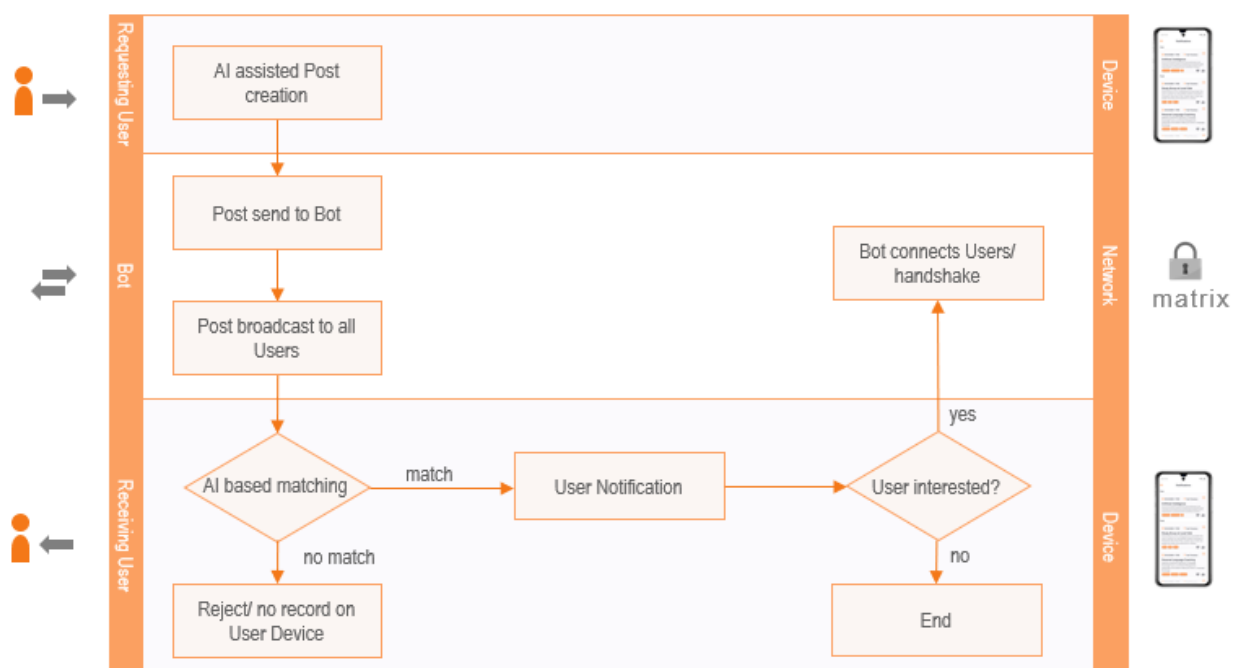 Requesting User
AI assisted Post
creation
Device
Post send to Bot
Bot
Bot connects Users/
handshake
Network
matrix
Post broadcast to all
Users
yes
Receiving User
AI based matching
match
User Notification
User interested?
Device
no match
no
Reject/ no record on
User Device
End